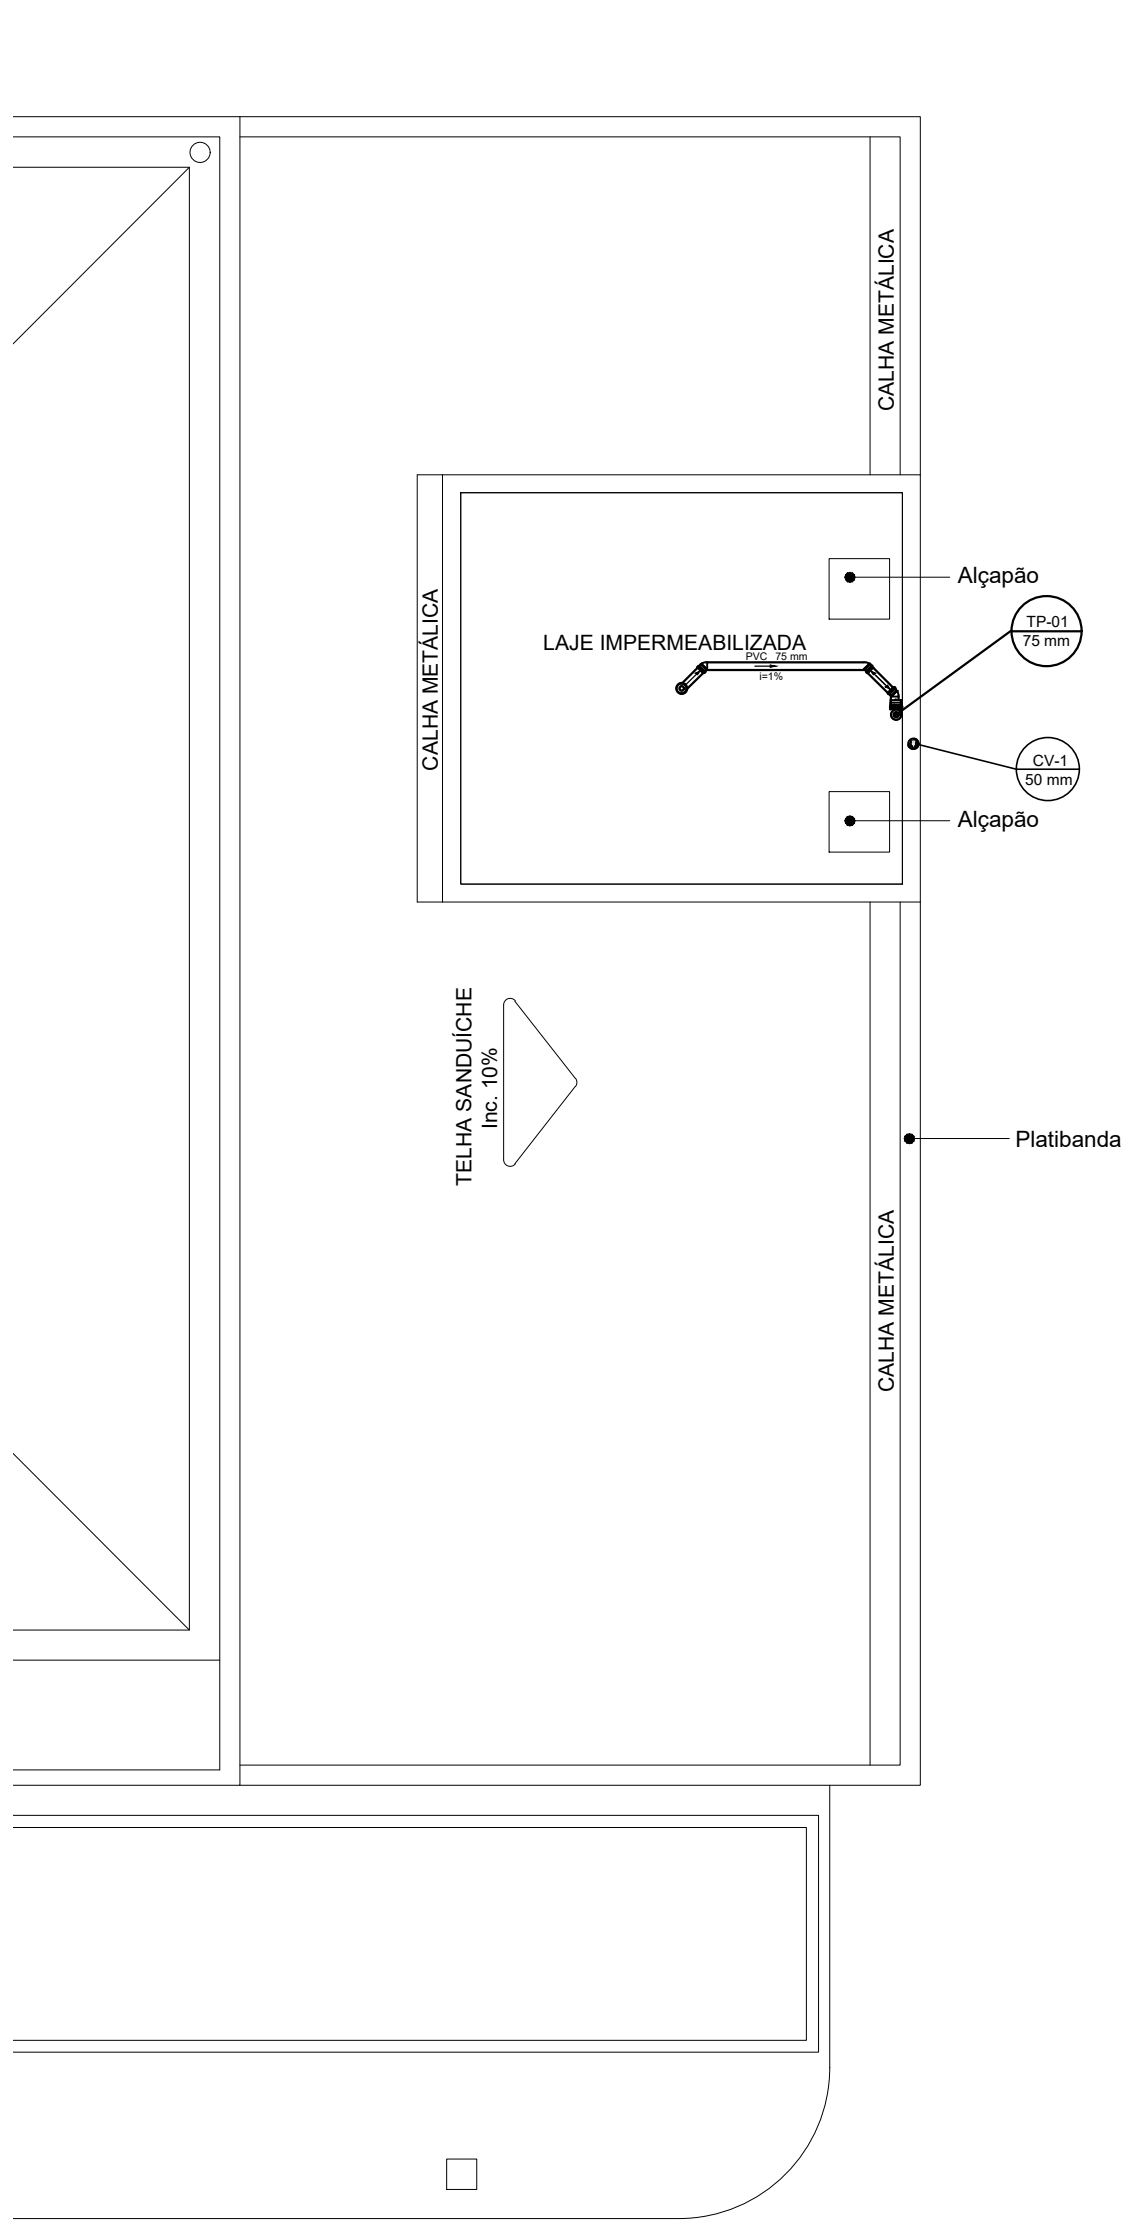 CALHA METÁLICA
Alçapão
TP-01
75 mm
LAJE IMPERMEABILIZADA
PVC 75 mm
i=1%
CALHA METÁLICA
CV-1
50 mm
Alçapão
TELHA SANDUÍCHE
Inc. 10%
Platibanda
CALHA METÁLICA